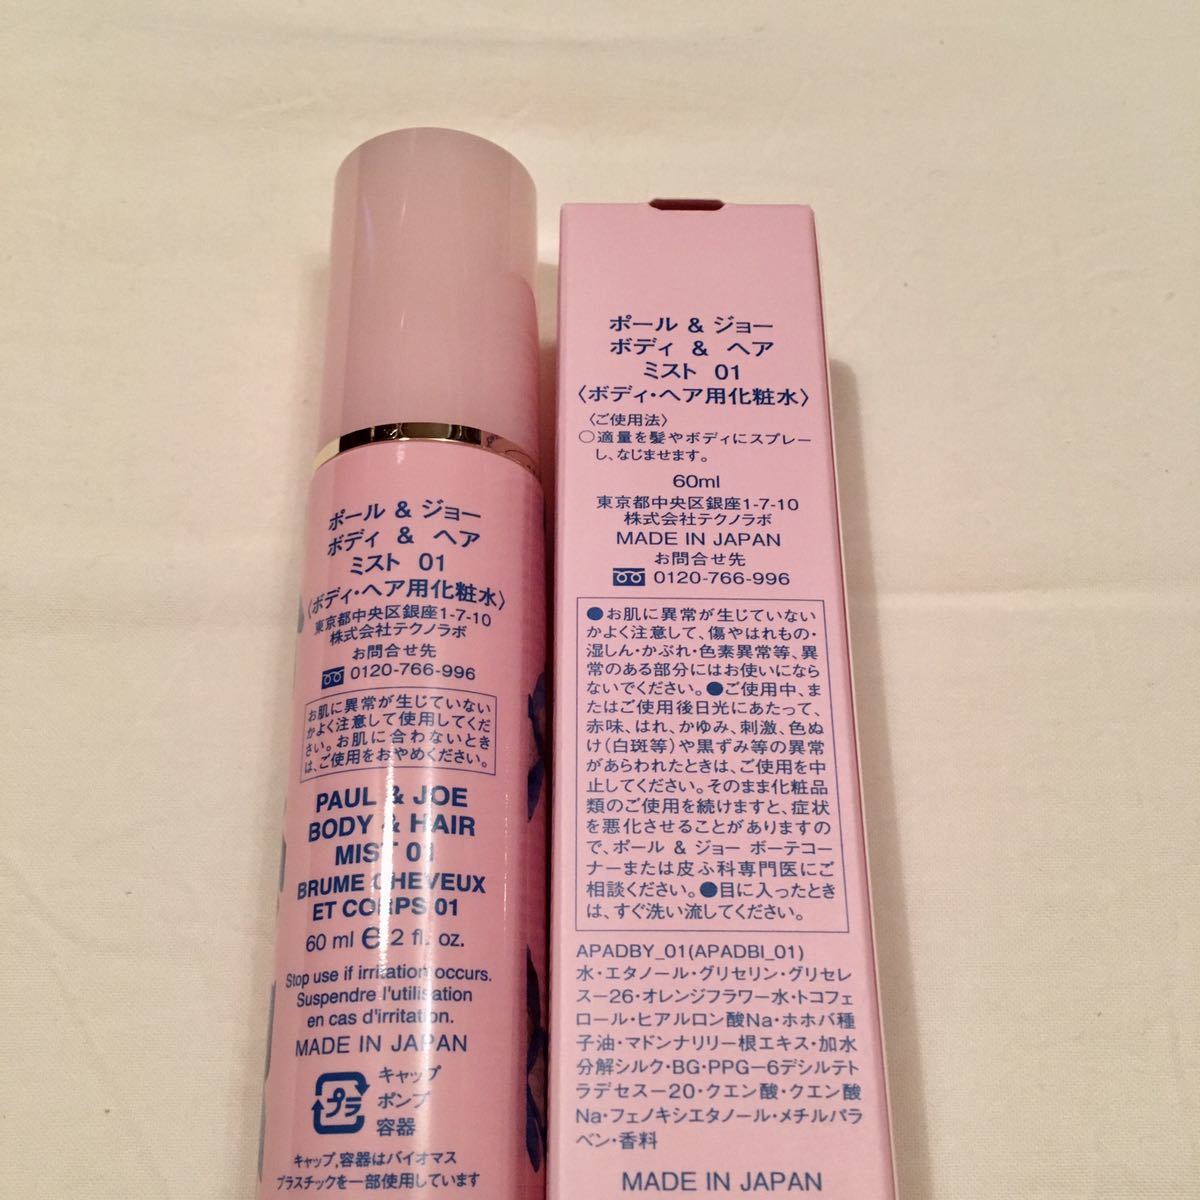 ポール & ジョー
ボディ & ヘア
ミスト 01
〈ボディ・ヘア用化粧水〉
東京都中央区銀座1-7-10
株式会社テクノラボ
お問合せ先
0120-766-996
お肌に異常が生じていない
かよく注意して使用してくだ
さい。お肌に合わないとき
は、ご使用をおやめください。
PAUL & JOE
BODY & HAIR
MIST 01
BRUME CHEVEUX
ET CORPS 01
60 ml e 2 fl. oz.
Stop use if irritation occurs.
Suspendre l'utilisation
en cas d'irritation.
MADE IN JAPAN
プラ
キャップ
ポンプ
容器
キャップ,容器はバイオマス
プラスチックを一部使用しています
ポール & ジョー
ボディ & ヘア
ミスト 01
〈ボディ・ヘア用化粧水〉
〈ご使用法〉
○適量を髪やボディにスプレー
し、なじませます。
60ml
東京都中央区銀座1-7-10
株式会社テクノラボ
MADE IN JAPAN
お問合せ先
0120-766-996
●お肌に異常が生じていない
かよく注意して、傷やはれもの・
湿しん・かぶれ・色素異常等、異
常のある部分にはお使いになら
ないでください。●ご使用中、ま
たはご使用後日光にあたって、
赤味、はれ、かゆみ、刺激、色ぬ
け(白斑等)や黒ずみ等の異常
があらわれたときは、ご使用を中
止してください。そのまま化粧品
類のご使用を続けますと、症状
を悪化させることがありますの
で、ポール & ジョー ボーテコー
ナーまたは皮ふ科専門医にご
相談ください。●目に入ったとき
は、すぐ洗い流してください。
APADBY_01(APADBI_01)
水・エタノール・グリセリン・グリセレ
ス-26・オレンジフラワー水・トコフェ
ロール・ヒアルロン酸Na・ホホバ種
子油・マドンナリリー根エキス・加水
分解シルク・BG・PPG-6デシルテト
ラデセス-20・クエン酸・クエン酸
Na・フェノキシエタノール・メチルパラ
ベン・香料
MADE IN JAPAN